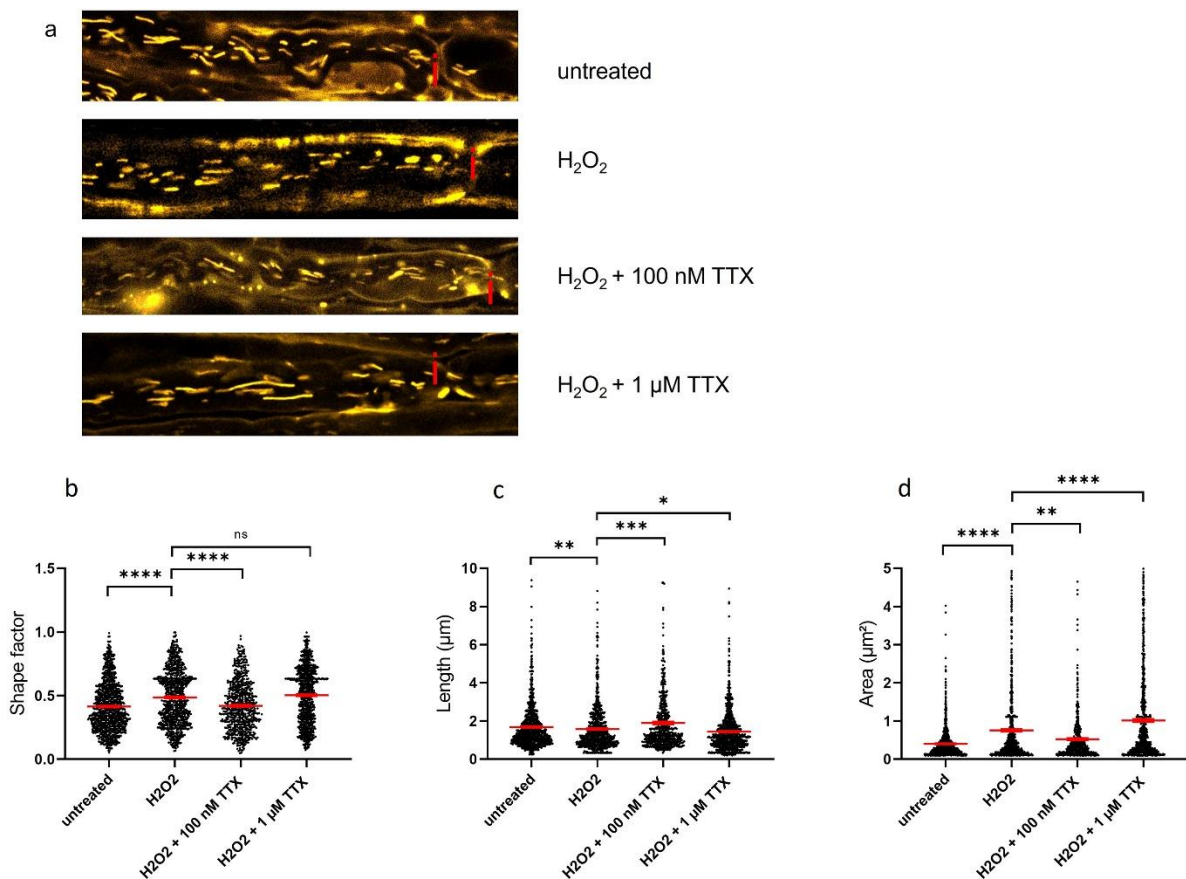 a
untreated
H₂O₂
H₂O₂ + 100 nM TTX
H₂O₂ + 1 µM TTX
b
ns
****
****
Shape factor
1.5
1.0
0.5
0.0
untreated
H2O2
H2O2 + 100 nM TTX
H2O2 + 1 µM TTX
c
*
***
**
Length (µm)
10
8
6
4
2
0
untreated
H2O2
H2O2 + 100 nM TTX
H2O2 + 1 µM TTX
d
****
**
****
Area (µm²)
5
4
3
2
1
0
untreated
H2O2
H2O2 + 100 nM TTX
H2O2 + 1 µM TTX